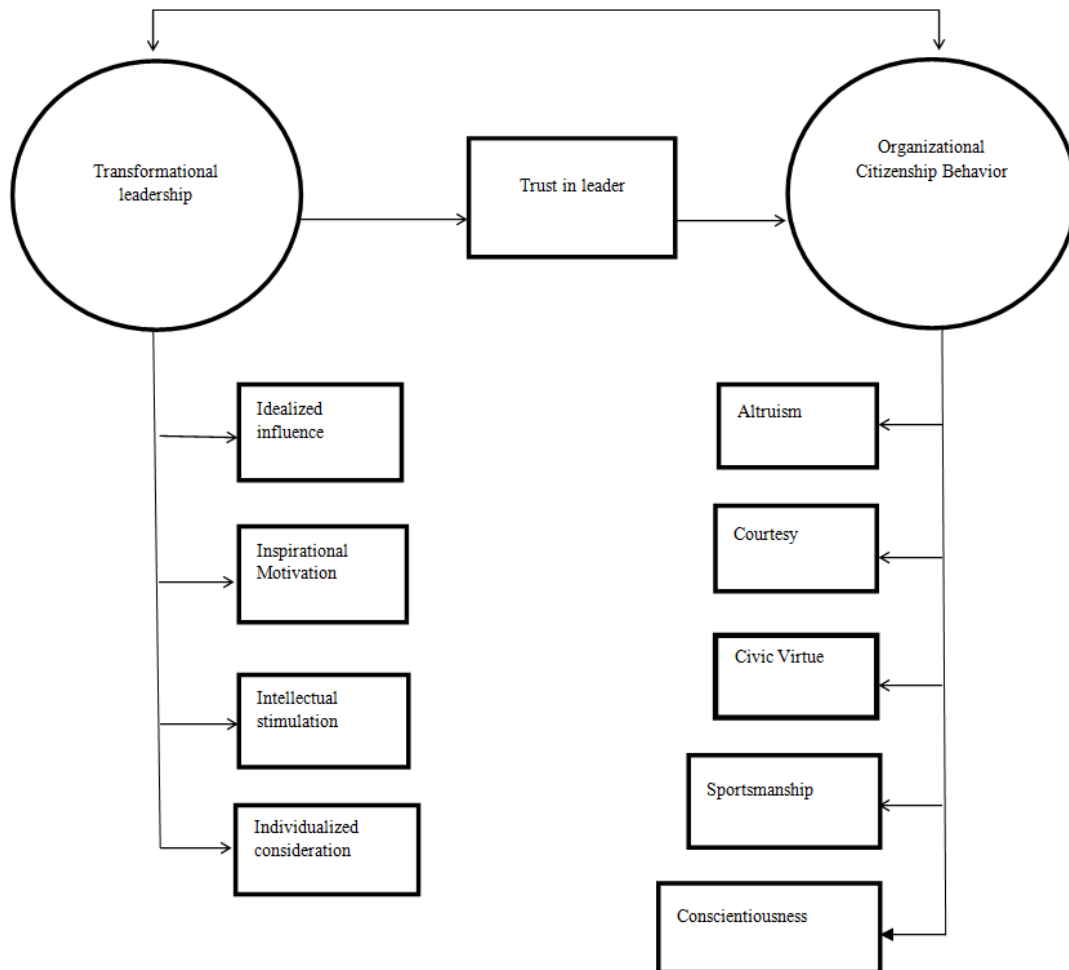 Transformational
leadership
Trust in leader
Organizational
Citizenship Behavior
Idealized
influence
Inspirational
Motivation
Intellectual
stimulation
Individualized
consideration
Altruism
Courtesy
Civic Virtue
Sportsmanship
Conscientiousness